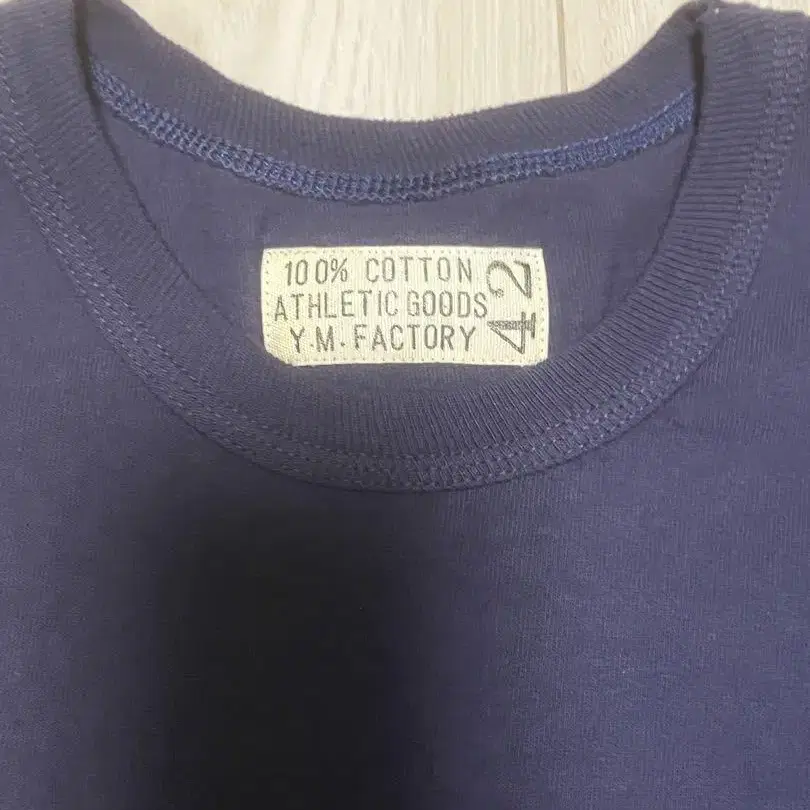 100% COTTON
ATHLETIC GOODS
Y.M. FACTORY
42